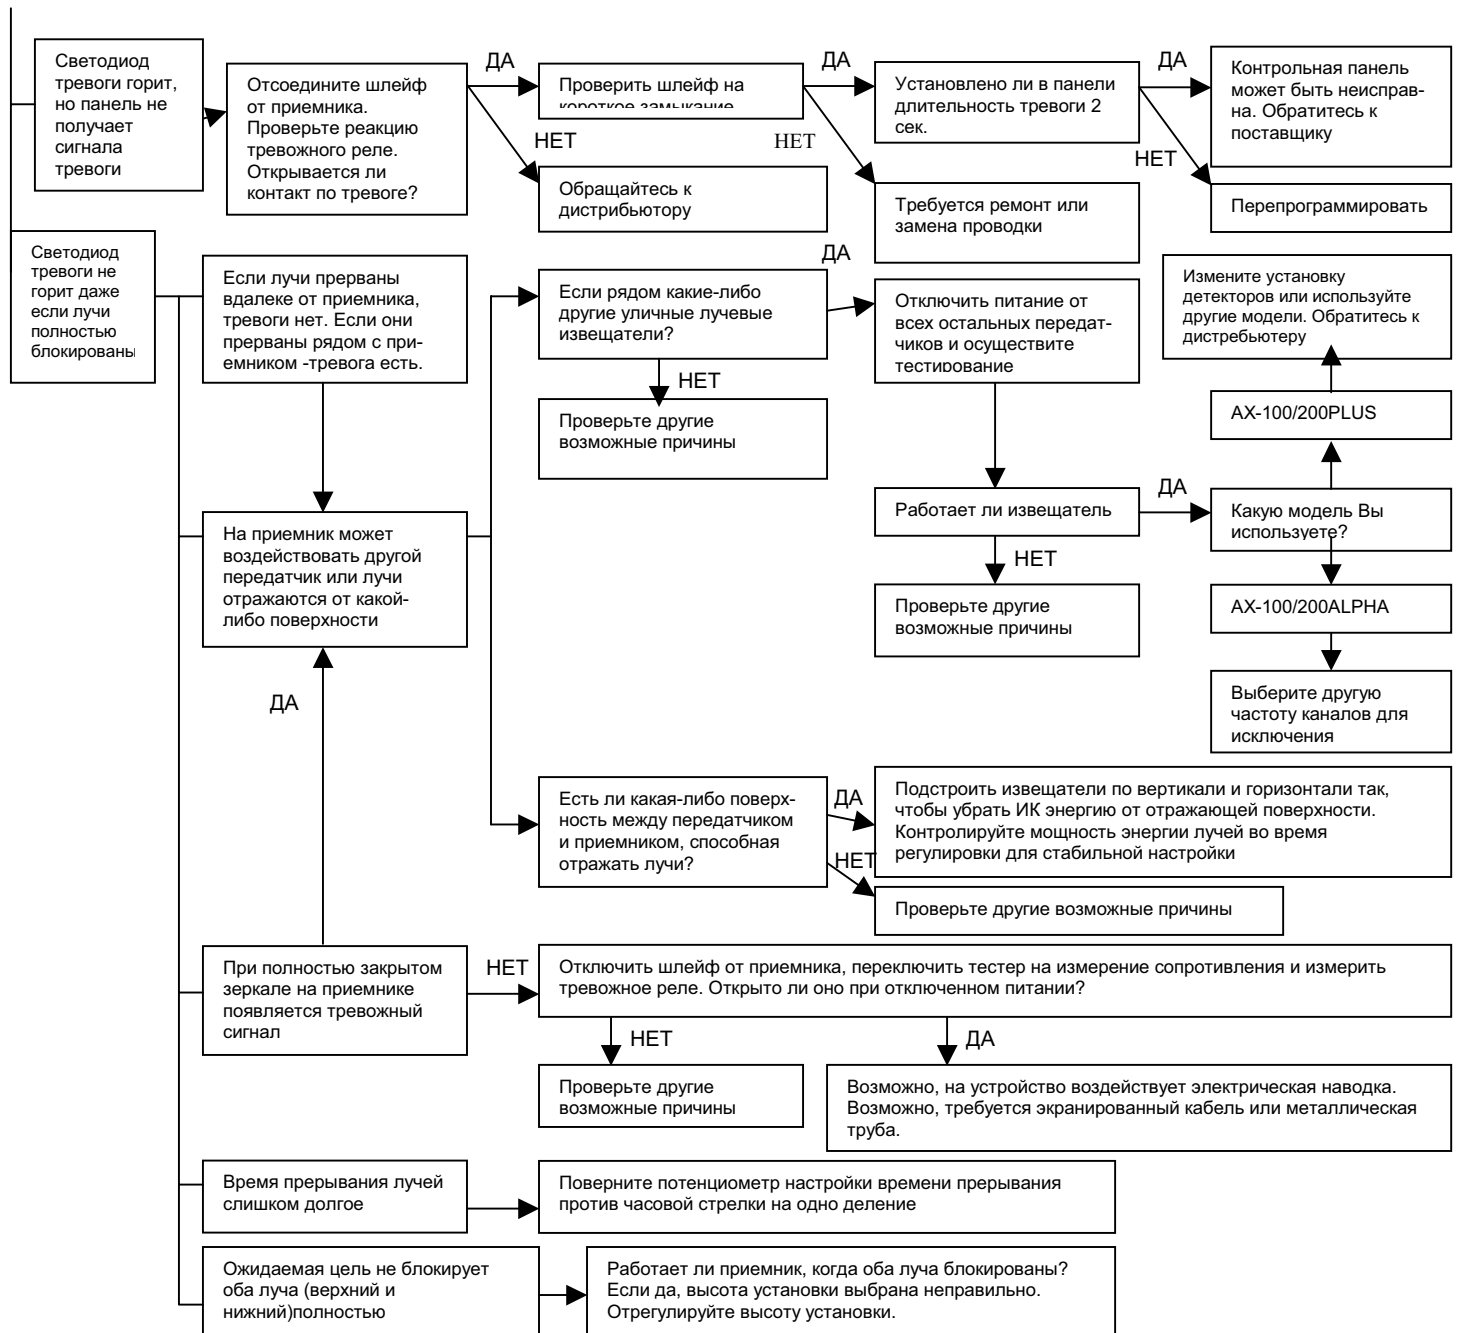 Светодиод
тревоги горит,
но панель не
получает
сигнала
тревоги
Отсоедините шлейф
от приемника.
Проверьте реакцию
тревожного реле.
Открывается ли
контакт по тревоге?
ДА
НЕТ
Проверить шлейф на
короткое замыкание
Обращайтесь к
дистрибьютору
ДА
НЕТ
Установлено ли в панели
длительность тревоги 2
сек.
Требуется ремонт или
замена проводки
ДА
НЕТ
Контрольная панель
может быть неисправ-
на. Обратитесь к
поставщику
Перепрограммировать
Светодиод
тревоги не
горит даже
если лучи
полностью
блокированы
Если лучи прерваны
вдалеке от приемника,
тревоги нет. Если они
прерваны рядом с при-
емником -тревога есть.
На приемник может
воздействовать другой
передатчик или лучи
отражаются от какой-
либо поверхности
Если рядом какие-либо
другие уличные лучевые
извещатели?
НЕТ
Проверьте другие
возможные причины
ДА
Отключить питание от
всех остальных передат-
чиков и осуществите
тестирование
Работает ли извещатель
НЕТ
Проверьте другие
возможные причины
ДА
Какую модель Вы
используете?
AX-100/200PLUS
Измените установку
детекторов или используйте
другие модели. Обратитесь к
дистребьютеру
AX-100/200ALPHA
Выберите другую
частоту каналов для
исключения
Есть ли какая-либо поверх-
ность между передатчиком
и приемником, способная
отражать лучи?
ДА
Подстроить извещатели по вертикали и горизонтали так,
чтобы убрать ИК энергию от отражающей поверхности.
Контролируйте мощность энергии лучей во время
регулировки для стабильной настройки
НЕТ
Проверьте другие возможные причины
ДА
При полностью закрытом
зеркале на приемнике
появляется тревожный
сигнал
НЕТ
Отключить шлейф от приемника, переключить тестер на измерение сопротивления и измерить
тревожное реле. Открыто ли оно при отключенном питании?
НЕТ
Проверьте другие
возможные причины
ДА
Возможно, на устройство воздействует электрическая наводка.
Возможно, требуется экранированный кабель или металлическая
труба.
Время прерывания лучей
слишком долгое
Поверните потенциометр настройки времени прерывания
против часовой стрелки на одно деление
Ожидаемая цель не блокирует
оба луча (верхний и
нижний)полностью
Работает ли приемник, когда оба луча блокированы?
Если да, высота установки выбрана неправильно.
Отрегулируйте высоту установки.